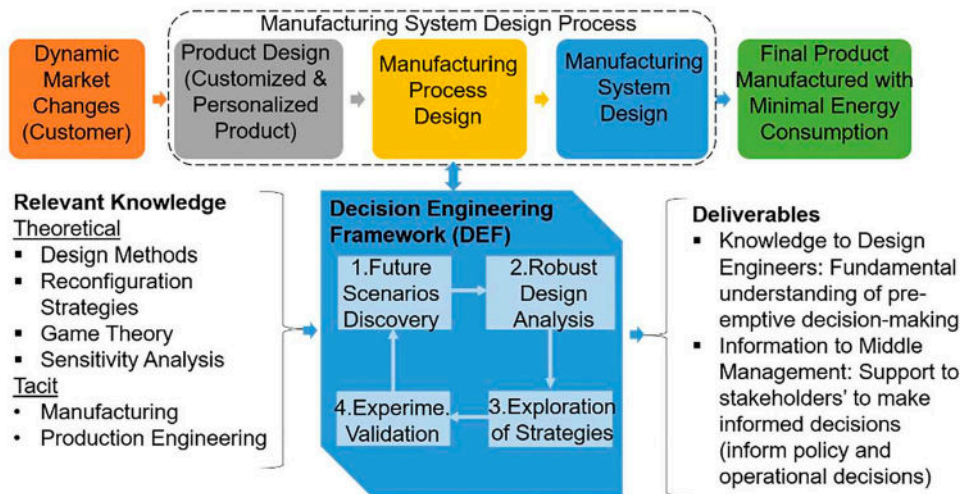 Manufacturing System Design Process
Dynamic
Market
Changes
(Customer)
Product Design
(Customized &
Personalized
Product)
Manufacturing
Process
Design
Manufacturing
System
Design
Final Product
Manufactured with
Minimal Energy
Consumption
Relevant Knowledge
Theoretical
▪ Design Methods
▪ Reconfiguration
Strategies
▪ Game Theory
▪ Sensitivity Analysis
Tacit
• Manufacturing
• Production Engineering
Decision Engineering
Framework (DEF)
1.Future
Scenarios
Discovery
2.Robust
Design
Analysis
3.Exploration
of Strategies
4.Experime.
Validation
Deliverables
▪ Knowledge to Design
Engineers: Fundamental
understanding of pre-
emptive decision-making
▪ Information to Middle
Management: Support to
stakeholders' to make
informed decisions
(inform policy and
operational decisions)